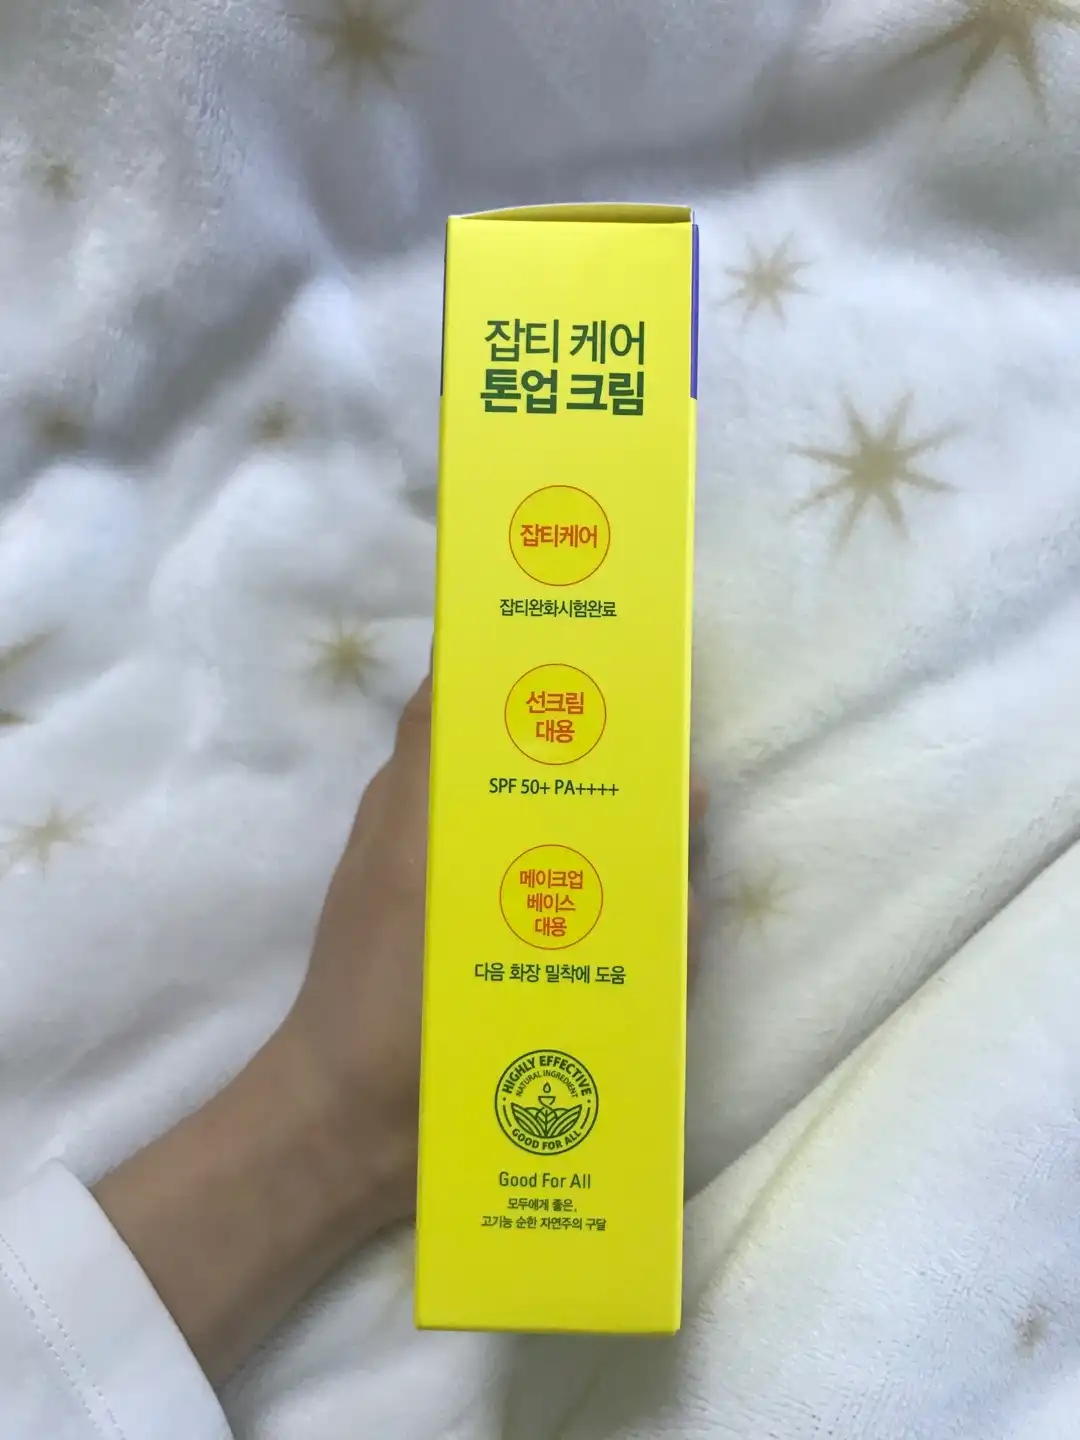 잡티 케어
톤업 크림
잡티케어
잡티완화시험완료
선크림
대용
SPF 50+ PA++++
메이크업
베이스
대용
다음 화장 밀착에 도움
HIGHLY EFFECTIVE
NATURAL INGREDIENT
GOOD FOR ALL
Good For All
모두에게 좋은,
고기능 순한 자연주의 구달